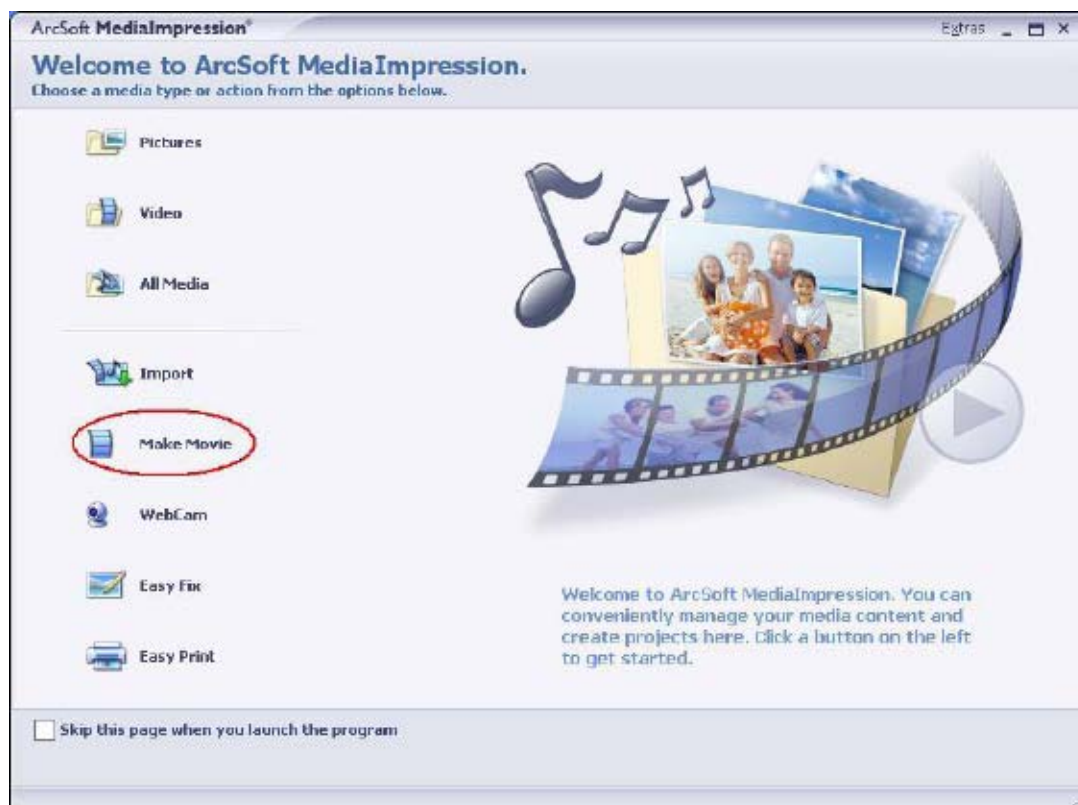 ArcSoft MediaImpression®
Extras
Welcome to ArcSoft MediaImpression.
Choose a media type or action from the options below.
Pictures
Video
All Media
Import
Make Movie
WebCam
Easy Fix
Easy Print
Welcome to ArcSoft MediaImpression. You can
conveniently manage your media content and
create projects here. Click a button on the left
to get started.
Skip this page when you launch the program